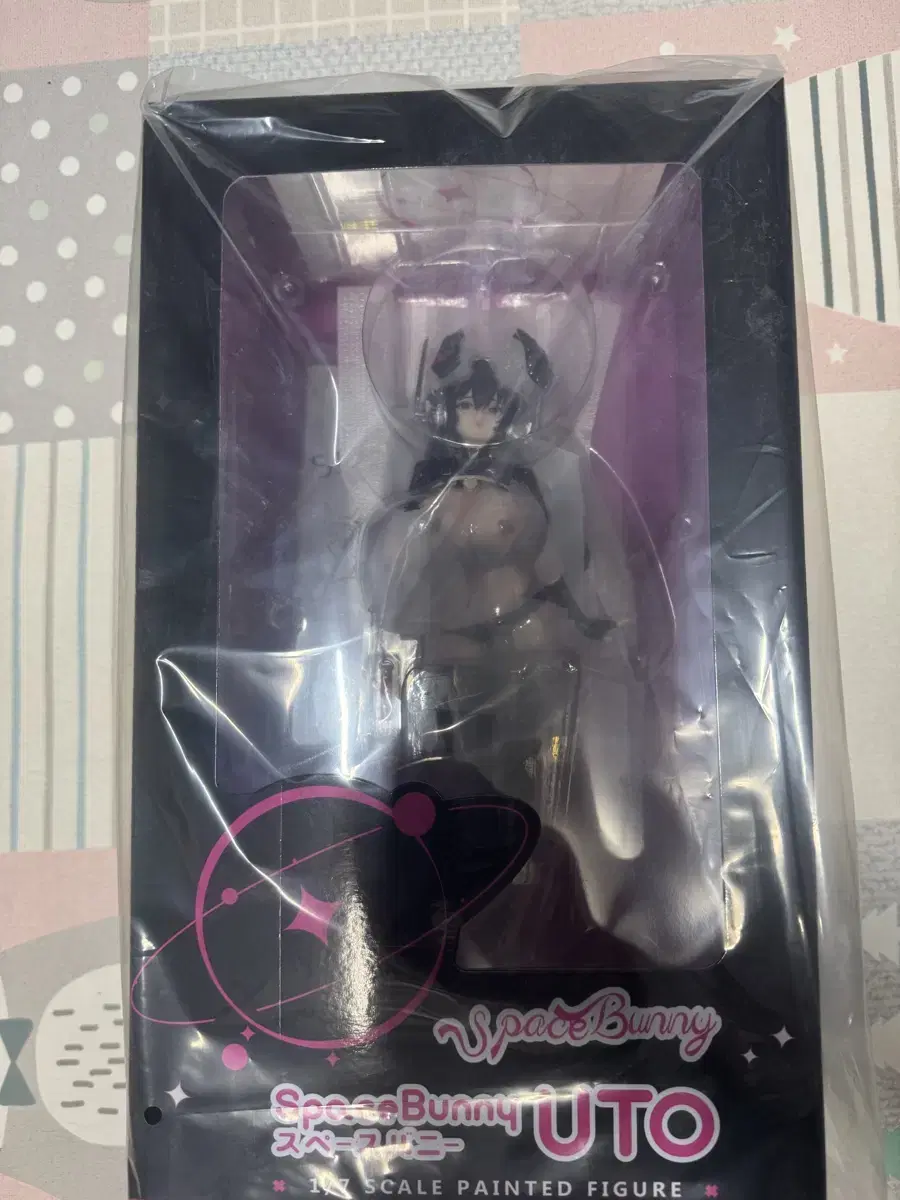 SpaceBunny
SpaceBunny UTO
スペースバニー
1/7 SCALE PAINTED FIGURE